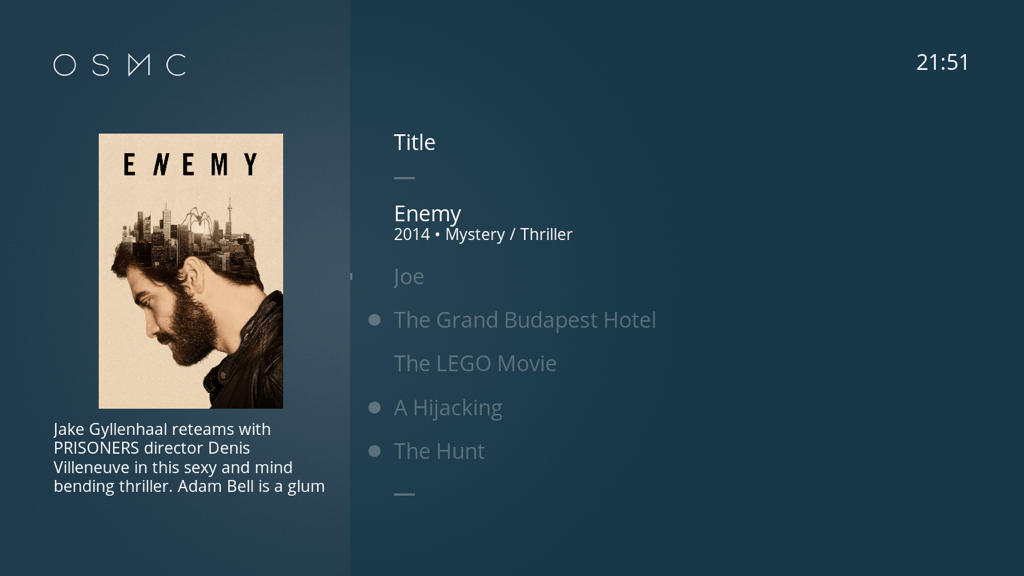 OSMC
21:51
ENEMY
Jake Gyllenhaal reteams with
PRISONERS director Denis
Villeneuve in this sexy and mind
bending thriller. Adam Bell is a glum
Title
Enemy
2014 • Mystery / Thriller
Joe
The Grand Budapest Hotel
The LEGO Movie
A Hijacking
The Hunt